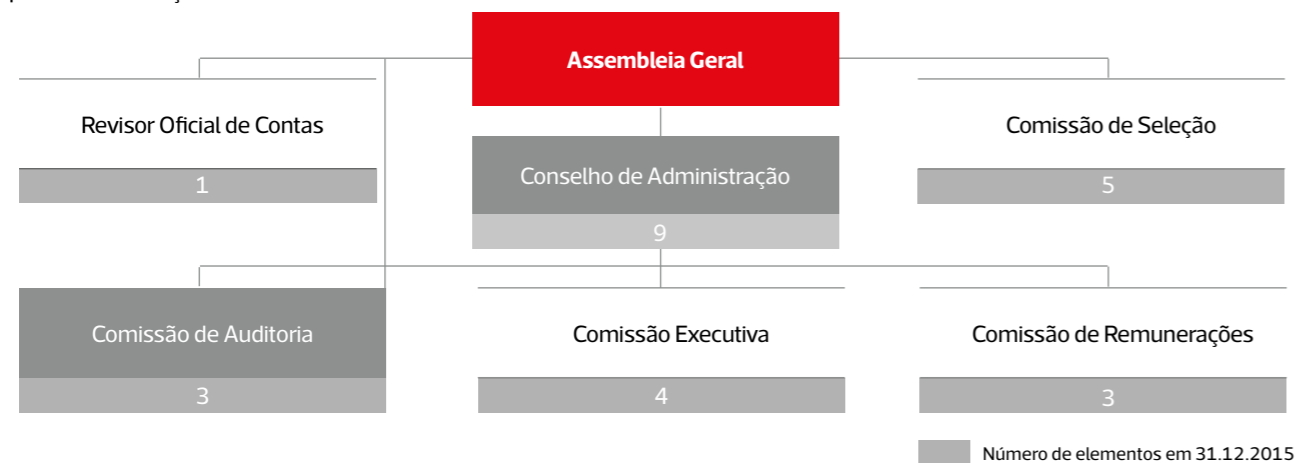 Assembleia Geral
Revisor Oficial de Contas
1
Conselho de Administração
9
Comissão de Seleção
5
Comissão de Auditoria
3
Comissão Executiva
4
Comissão de Remunerações
3
Número de elementos em 31.12.2015